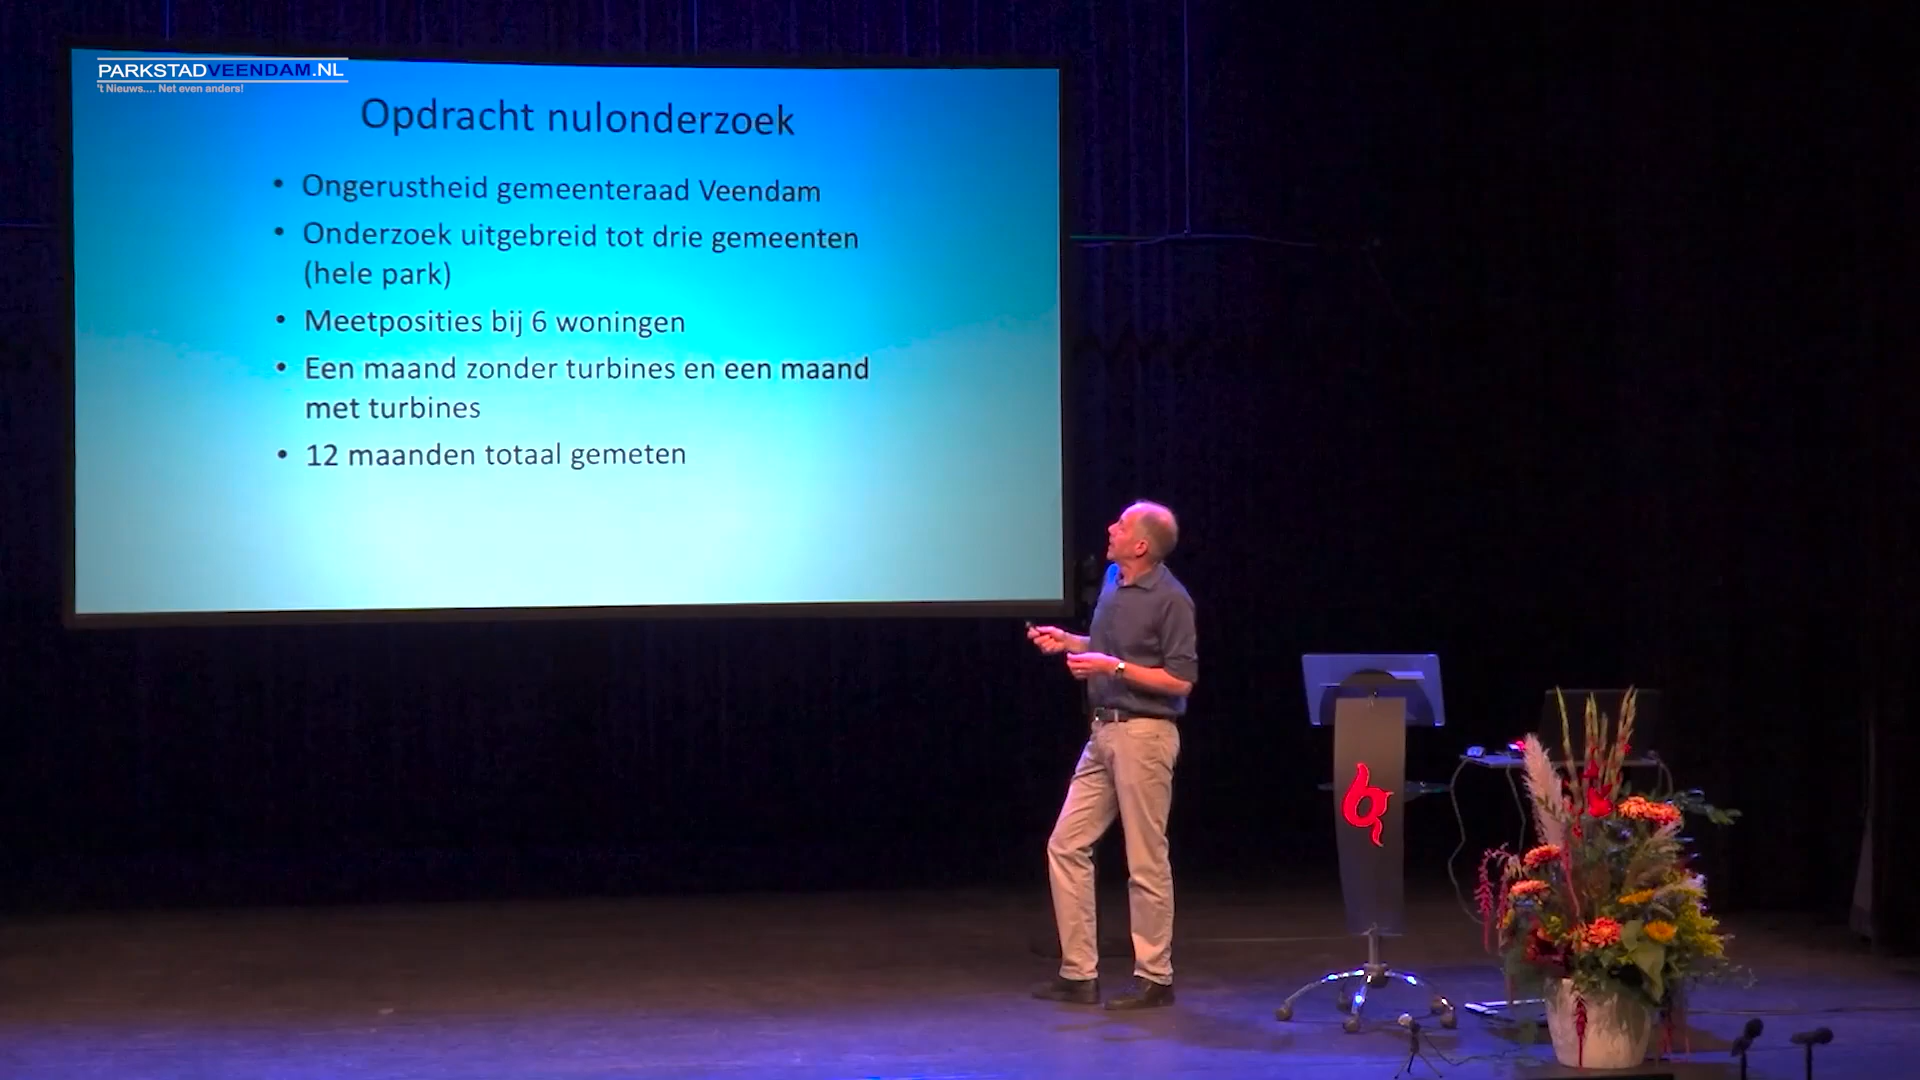 PARKSTADVEENDAM.NL
't Nieuws.... Net even anders!
Opdracht nulonderzoek
• Ongerustheid gemeenteraad Veendam
• Onderzoek uitgebreid tot drie gemeenten
(hele park)
• Meetposities bij 6 woningen
• Een maand zonder turbines en een maand
met turbines
• 12 maanden totaal gemeten